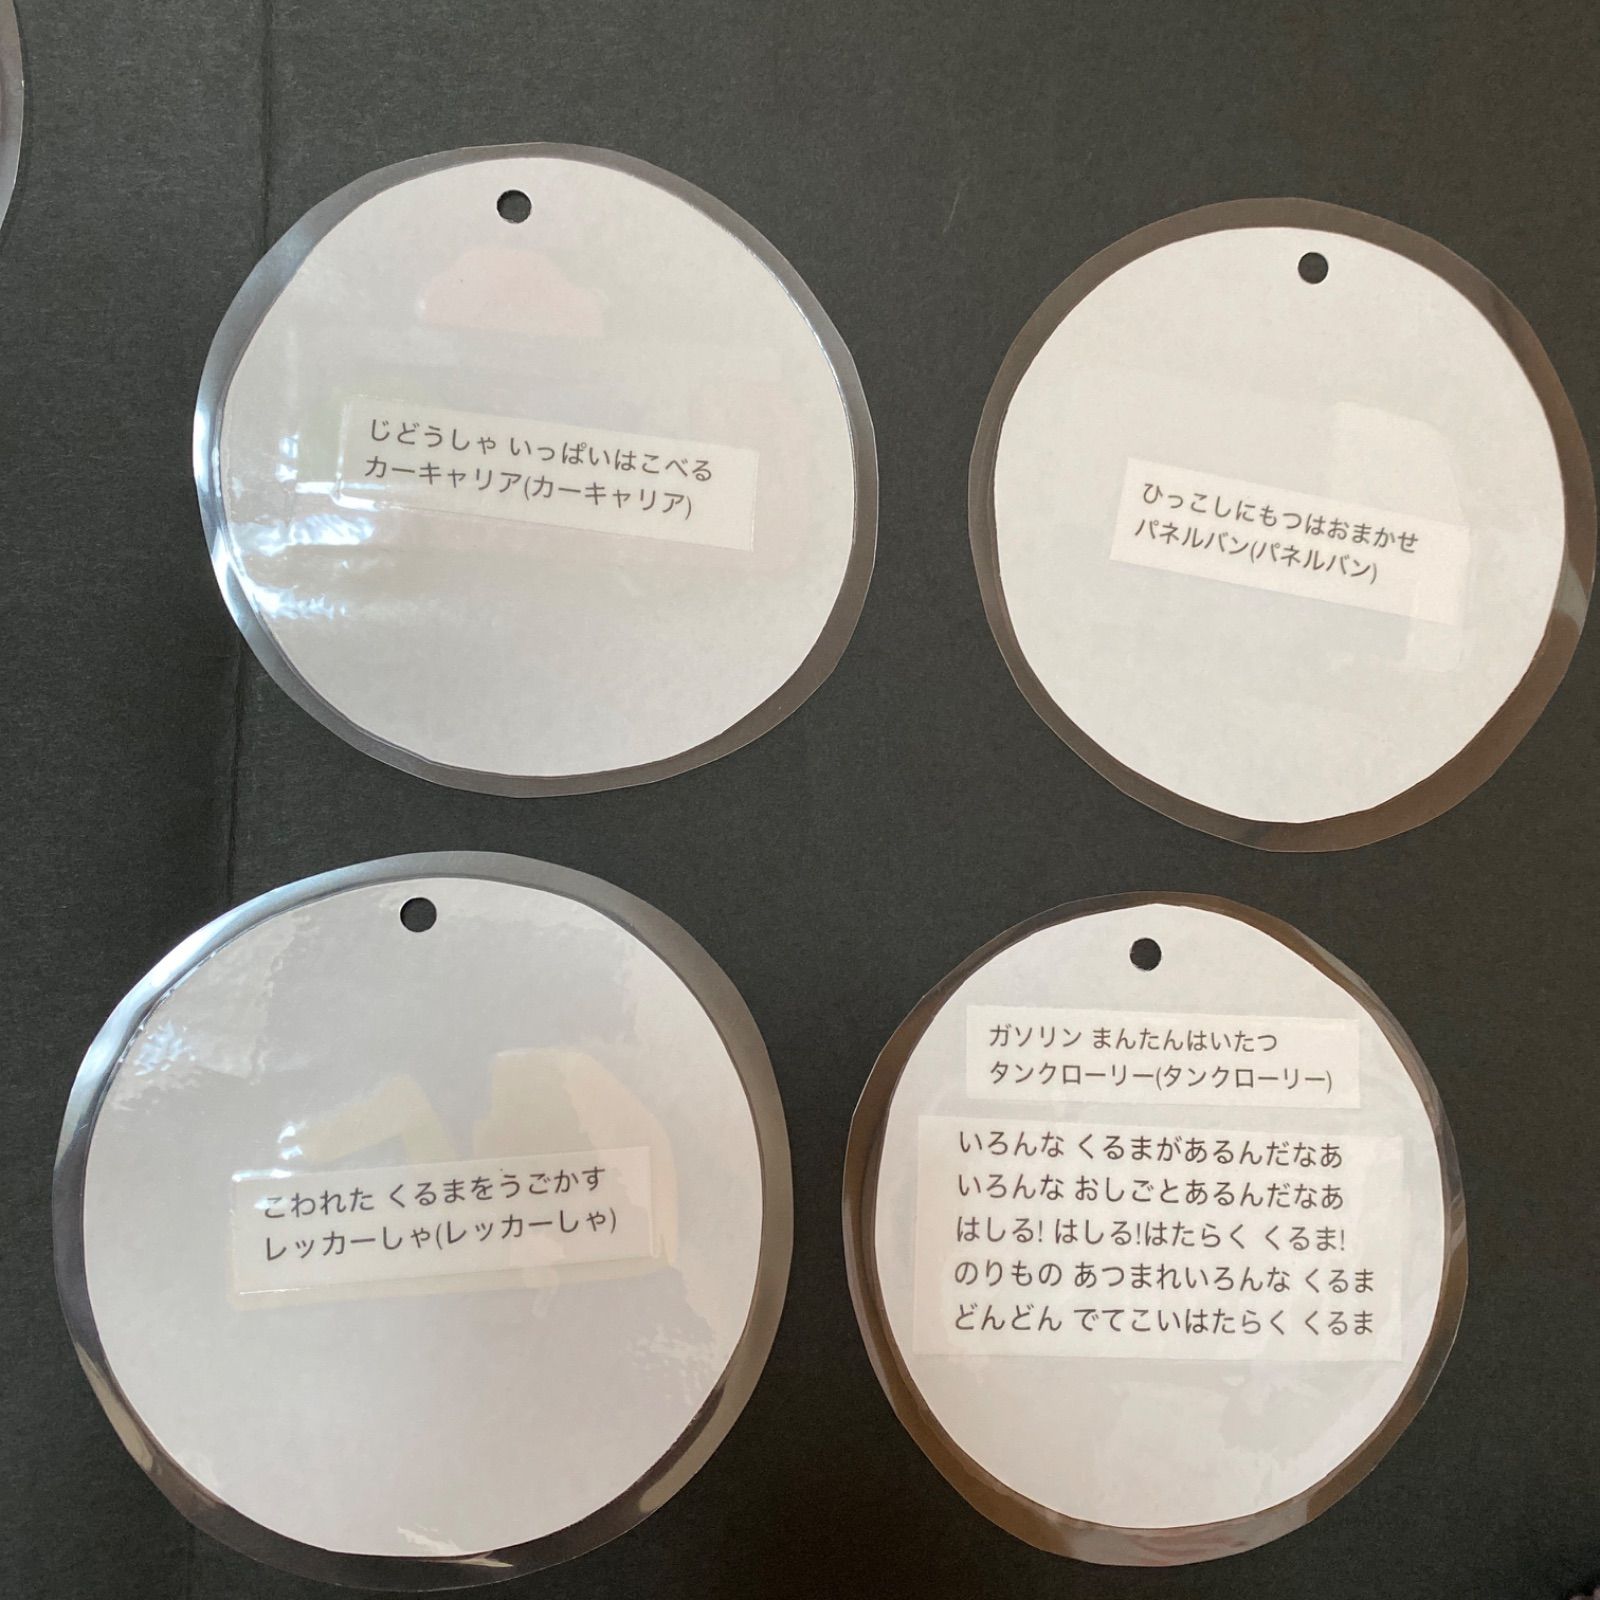 じどうしゃ いっぱいはこべる
カーキャリア(カーキャリア)
ひっこしにもつはおまかせ
パネルバン(パネルバン)
こわれた くるまをうごかす
レッカーしゃ(レッカーしゃ)
ガソリン まんたんはいたつ
タンクローリー(タンクローリー)
いろんな くるまがあるんだなあ
いろんな おしごとあるんだなあ
はしる! はしる!はたらく くるま!
のりもの あつまれいろんな くるま
どんどん でてこいはたらく くるま